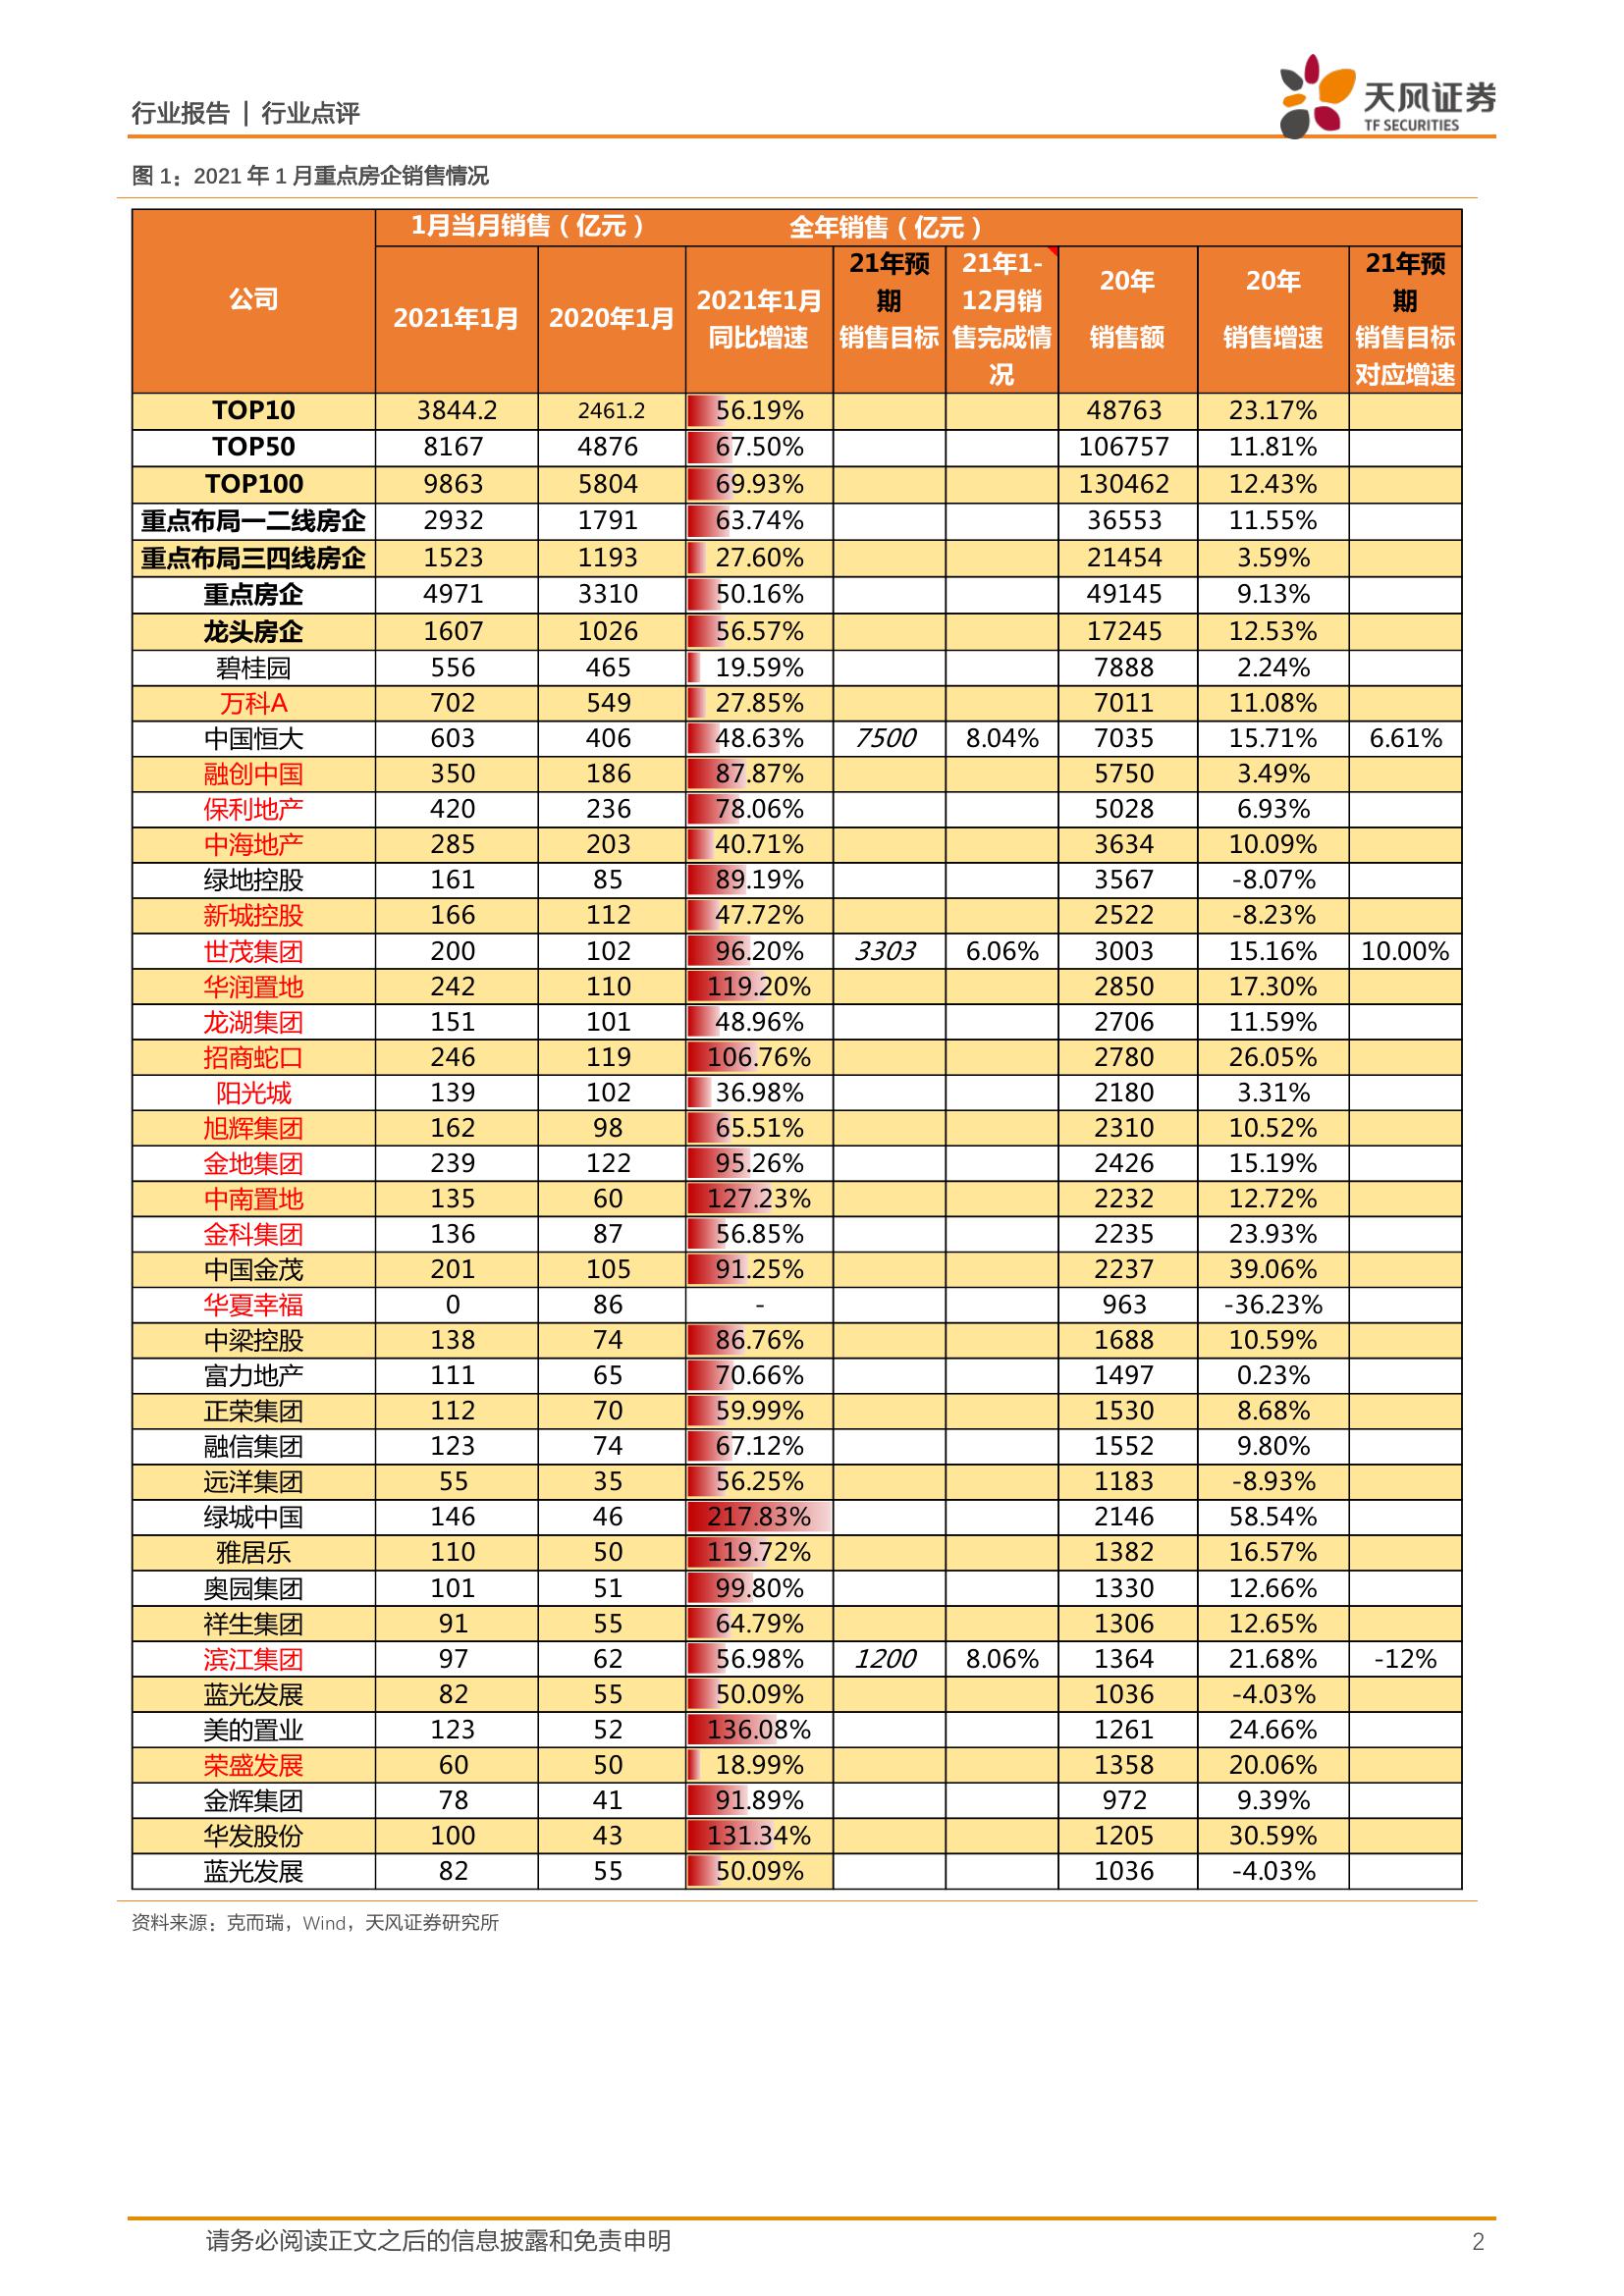 行业报告 | 行业点评
天风证券
TF SECURITIES
图 1：2021 年 1 月重点房企销售情况
公司 1月当月销售（亿元） 全年销售（亿元）
2021年1月 2020年1月 2021年1月同比增速 21年预期销售目标 21年1-12月销售完成情况 20年销售额 20年销售增速 21年预期销售目标对应增速
TOP10 3844.2 2461.2 56.19% 48763 23.17%
TOP50 8167 4876 67.50% 106757 11.81%
TOP100 9863 5804 69.93% 130462 12.43%
重点布局一二线房企 2932 1791 63.74% 36553 11.55%
重点布局三四线房企 1523 1193 27.60% 21454 3.59%
重点房企 4971 3310 50.16% 49145 9.13%
龙头房企 1607 1026 56.57% 17245 12.53%
碧桂园 556 465 19.59% 7888 2.24%
万科A 702 549 27.85% 7011 11.08%
中国恒大 603 406 48.63% 7500 8.04% 7035 15.71% 6.61%
融创中国 350 186 87.87% 5750 3.49%
保利地产 420 236 78.06% 5028 6.93%
中海地产 285 203 40.71% 3634 10.09%
绿地控股 161 85 89.19% 3567 -8.07%
新城控股 166 112 47.72% 2522 -8.23%
世茂集团 200 102 96.20% 3303 6.06% 3003 15.16% 10.00%
华润置地 242 110 119.20% 2850 17.30%
龙湖集团 151 101 48.96% 2706 11.59%
招商蛇口 246 119 106.76% 2780 26.05%
阳光城 139 102 36.98% 2180 3.31%
旭辉集团 162 98 65.51% 2310 10.52%
金地集团 239 122 95.26% 2426 15.19%
中南置地 135 60 127.23% 2232 12.72%
金科集团 136 87 56.85% 2235 23.93%
中国金茂 201 105 91.25% 2237 39.06%
华夏幸福 0 86 - 963 -36.23%
中梁控股 138 74 86.76% 1688 10.59%
富力地产 111 65 70.66% 1497 0.23%
正荣集团 112 70 59.99% 1530 8.68%
融信集团 123 74 67.12% 1552 9.80%
远洋集团 55 35 56.25% 1183 -8.93%
绿城中国 146 46 217.83% 2146 58.54%
雅居乐 110 50 119.72% 1382 16.57%
奥园集团 101 51 99.80% 1330 12.66%
祥生集团 91 55 64.79% 1306 12.65%
滨江集团 97 62 56.98% 1200 8.06% 1364 21.68% -12%
蓝光发展 82 55 50.09% 1036 -4.03%
美的置业 123 52 136.08% 1261 24.66%
荣盛发展 60 50 18.99% 1358 20.06%
金辉集团 78 41 91.89% 972 9.39%
华发股份 100 43 131.34% 1205 30.59%
蓝光发展 82 55 50.09% 1036 -4.03%
资料来源：克而瑞，Wind，天风证券研究所
请务必阅读正文之后的信息披露和免责申明 2